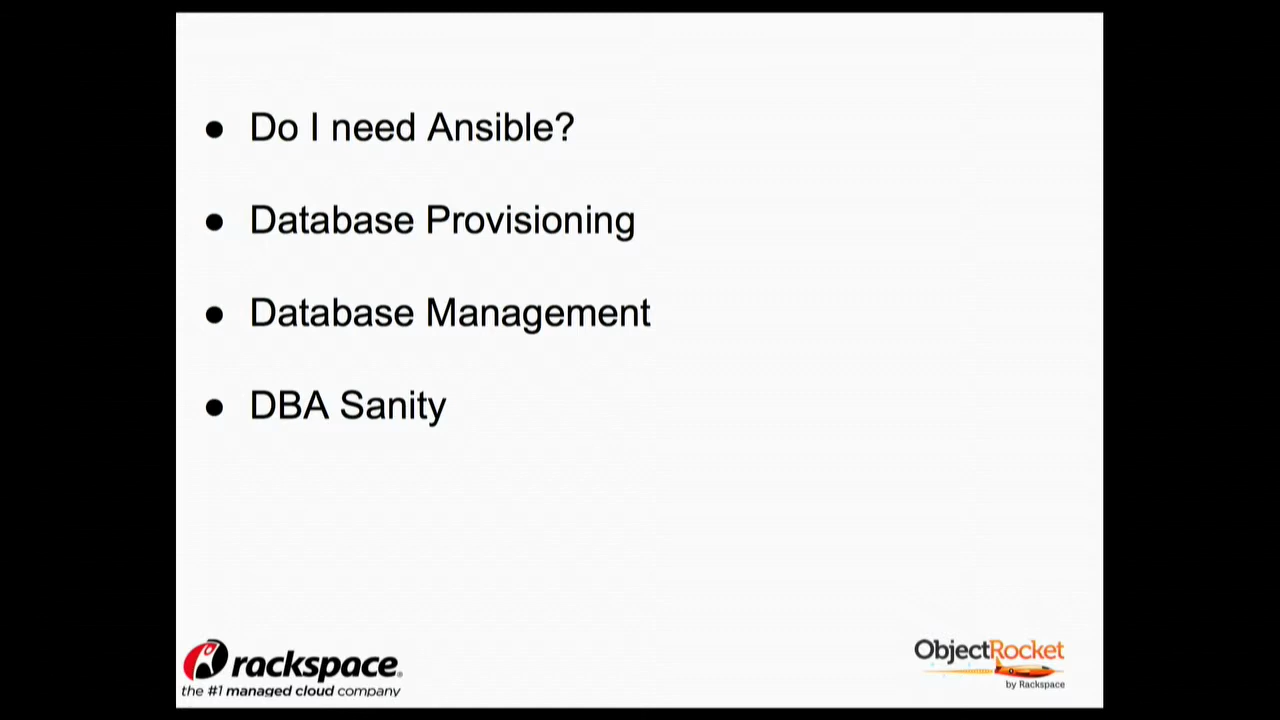 ● Do I need Ansible?
● Database Provisioning
● Database Management
● DBA Sanity
rackspace®
the #1 managed cloud company
ObjectRocket
by Rackspace